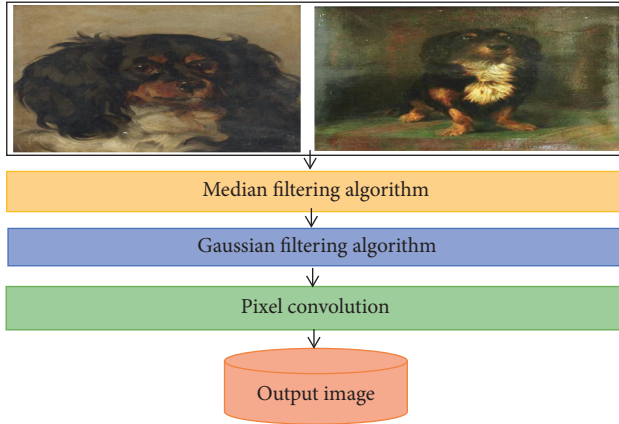 Median filtering algorithm
Gaussian filtering algorithm
Pixel convolution
Output image